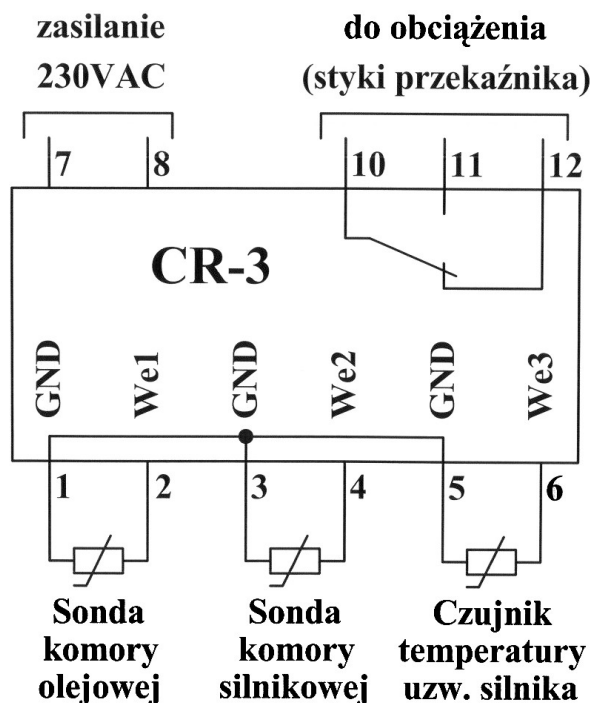 zasilanie
230VAC
do obciążenia
(styki przekaźnika)
7
8
10
11
12
CR-3
GND
We1
GND
We2
GND
We3
1
2
3
4
5
6
Sonda
komory
olejowej
Sonda
komory
silnikowej
Czujnik
temperatury
uzw. silnika